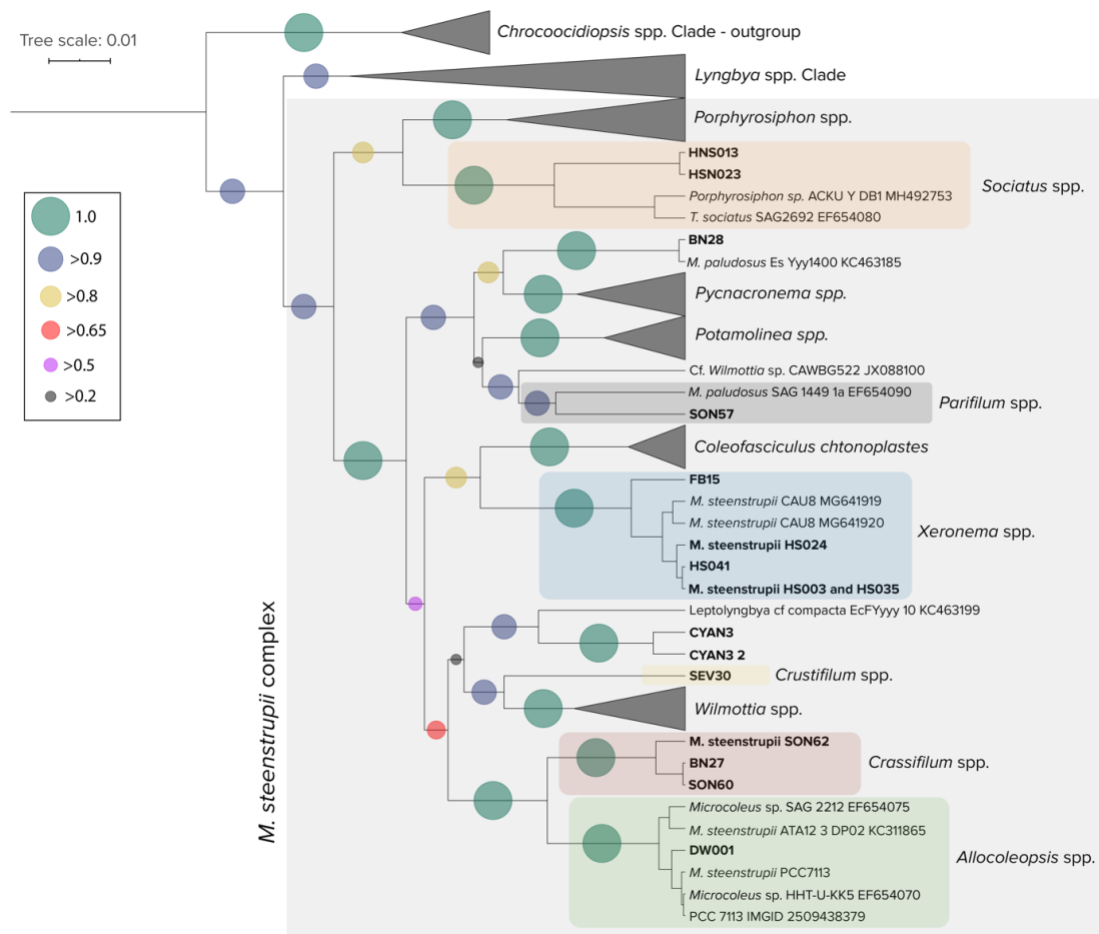 Tree scale: 0.01
Chrocoocidiopsis spp. Clade - outgroup
Lyngbya spp. Clade
Porphyrosiphon spp.
HNS013
HSN023
Porphyrosiphon sp. ACKU Y DB1 MH492753
T. sociatus SAG2692 EF654080
Sociatus spp.
1.0
>0.9
>0.8
>0.65
>0.5
>0.2
BN28
M. paludosus Es Yyy1400 KC463185
Pycnacronema spp.
Potamolinea spp.
Cf. Wilmottia sp. CAWBG522 JX088100
M. paludosus SAG 1449 1a EF654090
SON57
Parifilum spp.
Coleofasciculus chtonoplastes
FB15
M. steenstrupii CAU8 MG641919
M. steenstrupii CAU8 MG641920
M. steenstrupii HS024
HS041
M. steenstrupii HS003 and HS035
Xeronema spp.
Leptolyngbya cf compacta EcFYyyy 10 KC463199
CYAN3
CYAN3 2
SEV30
Crustifilum spp.
Wilmottia spp.
M. steenstrupii SON62
BN27
SON60
Crassifilum spp.
Microcoleus sp. SAG 2212 EF654075
M. steenstrupii ATA12 3 DP02 KC311865
DW001
M. steenstrupii PCC7113
Microcoleus sp. HHT-U-KK5 EF654070
PCC 7113 IMGID 2509438379
Allocoleopsis spp.
M. steenstrupii complex